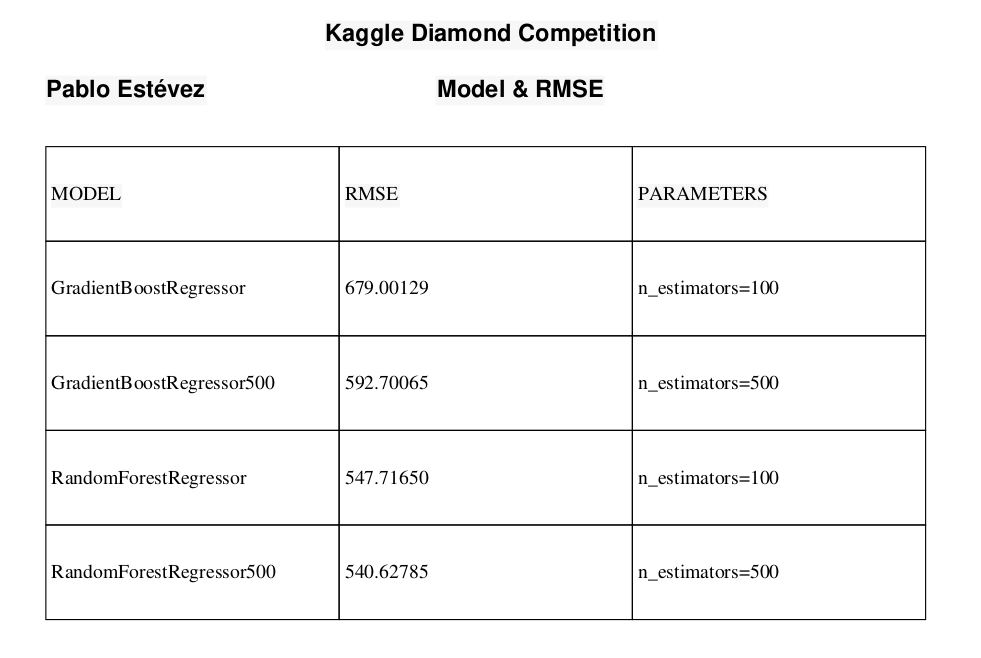 Kaggle Diamond Competition
Pablo Estévez Model & RMSE
MODEL RMSE PARAMETERS
GradientBoostRegressor 679.00129 n_estimators=100
GradientBoostRegressor500 592.70065 n_estimators=500
RandomForestRegressor 547.71650 n_estimators=100
RandomForestRegressor500 540.62785 n_estimators=500